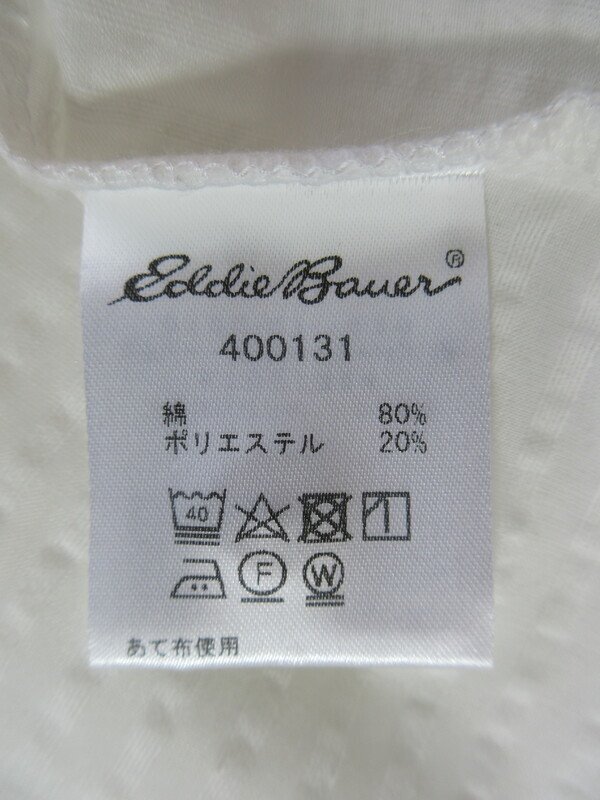 Eddie Bauer®
400131
綿 80%
ポリエステル 20%
40
F W
あて布使用